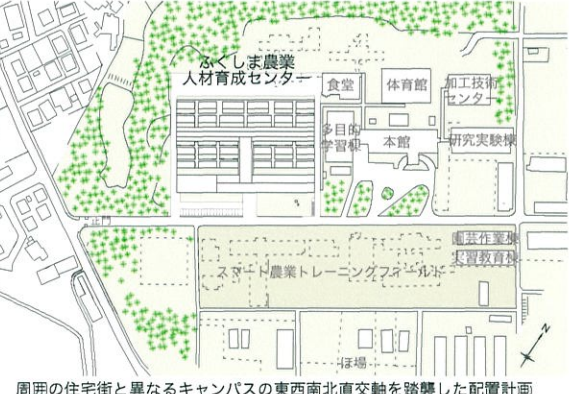 ふくしま農業
人材育成センター
食堂
体育館
加工技術
センター
多目的
学習棟
本館
研究実験棟
正門
園芸作業棟
実習教育棟
スマート農業トレーニングフィールド
ほ場
N
周囲の住宅街と異なるキャンパスの東西南北直交軸を踏襲した配置計画